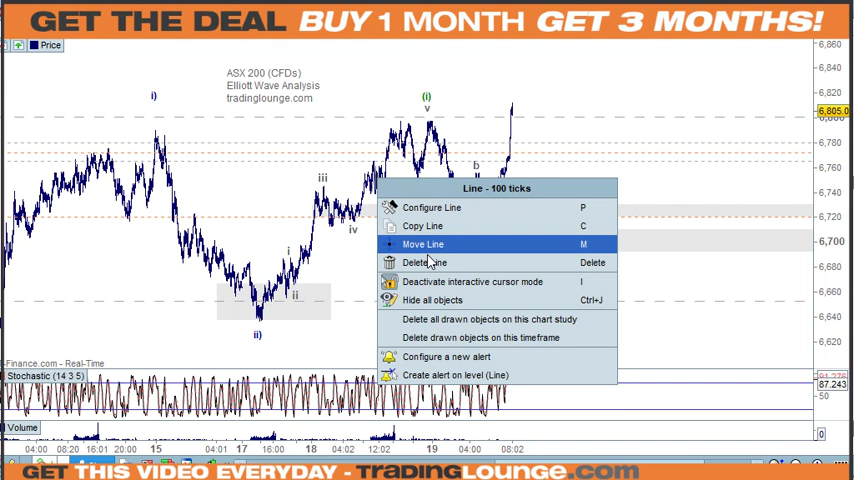 GET THE DEAL BUY 1 MONTH GET 3 MONTHS!
Price
6,860
ASX 200 (CFDs)
Elliott Wave Analysis
tradinglounge.com
i)
(i)
v
6,820
6,805.0
6,800
6,780
b
6,760
iii
iv
6,740
6,720
6,700
i
ii
6,680
6,660
6,640
ii)
6,620
Line - 100 ticks
Configure Line P
Copy Line C
Move Line M
Delete Line Delete
Deactivate interactive cursor mode I
Hide all objects Ctrl+J
Delete all drawn objects on this chart study
Delete drawn objects on this timeframe
Configure a new alert
Create alert on level (Line)
-Finance.com - Real-Time
Stochastic (14 3 5)
87.243
50
Volume
0
04:00 08:20 16:01 20:00 15 04:01 17 16:00 18 04:02 12:02 19 04:00 08:02
GET THIS VIDEO EVERYDAY - TRADINGLOUNGE.COM